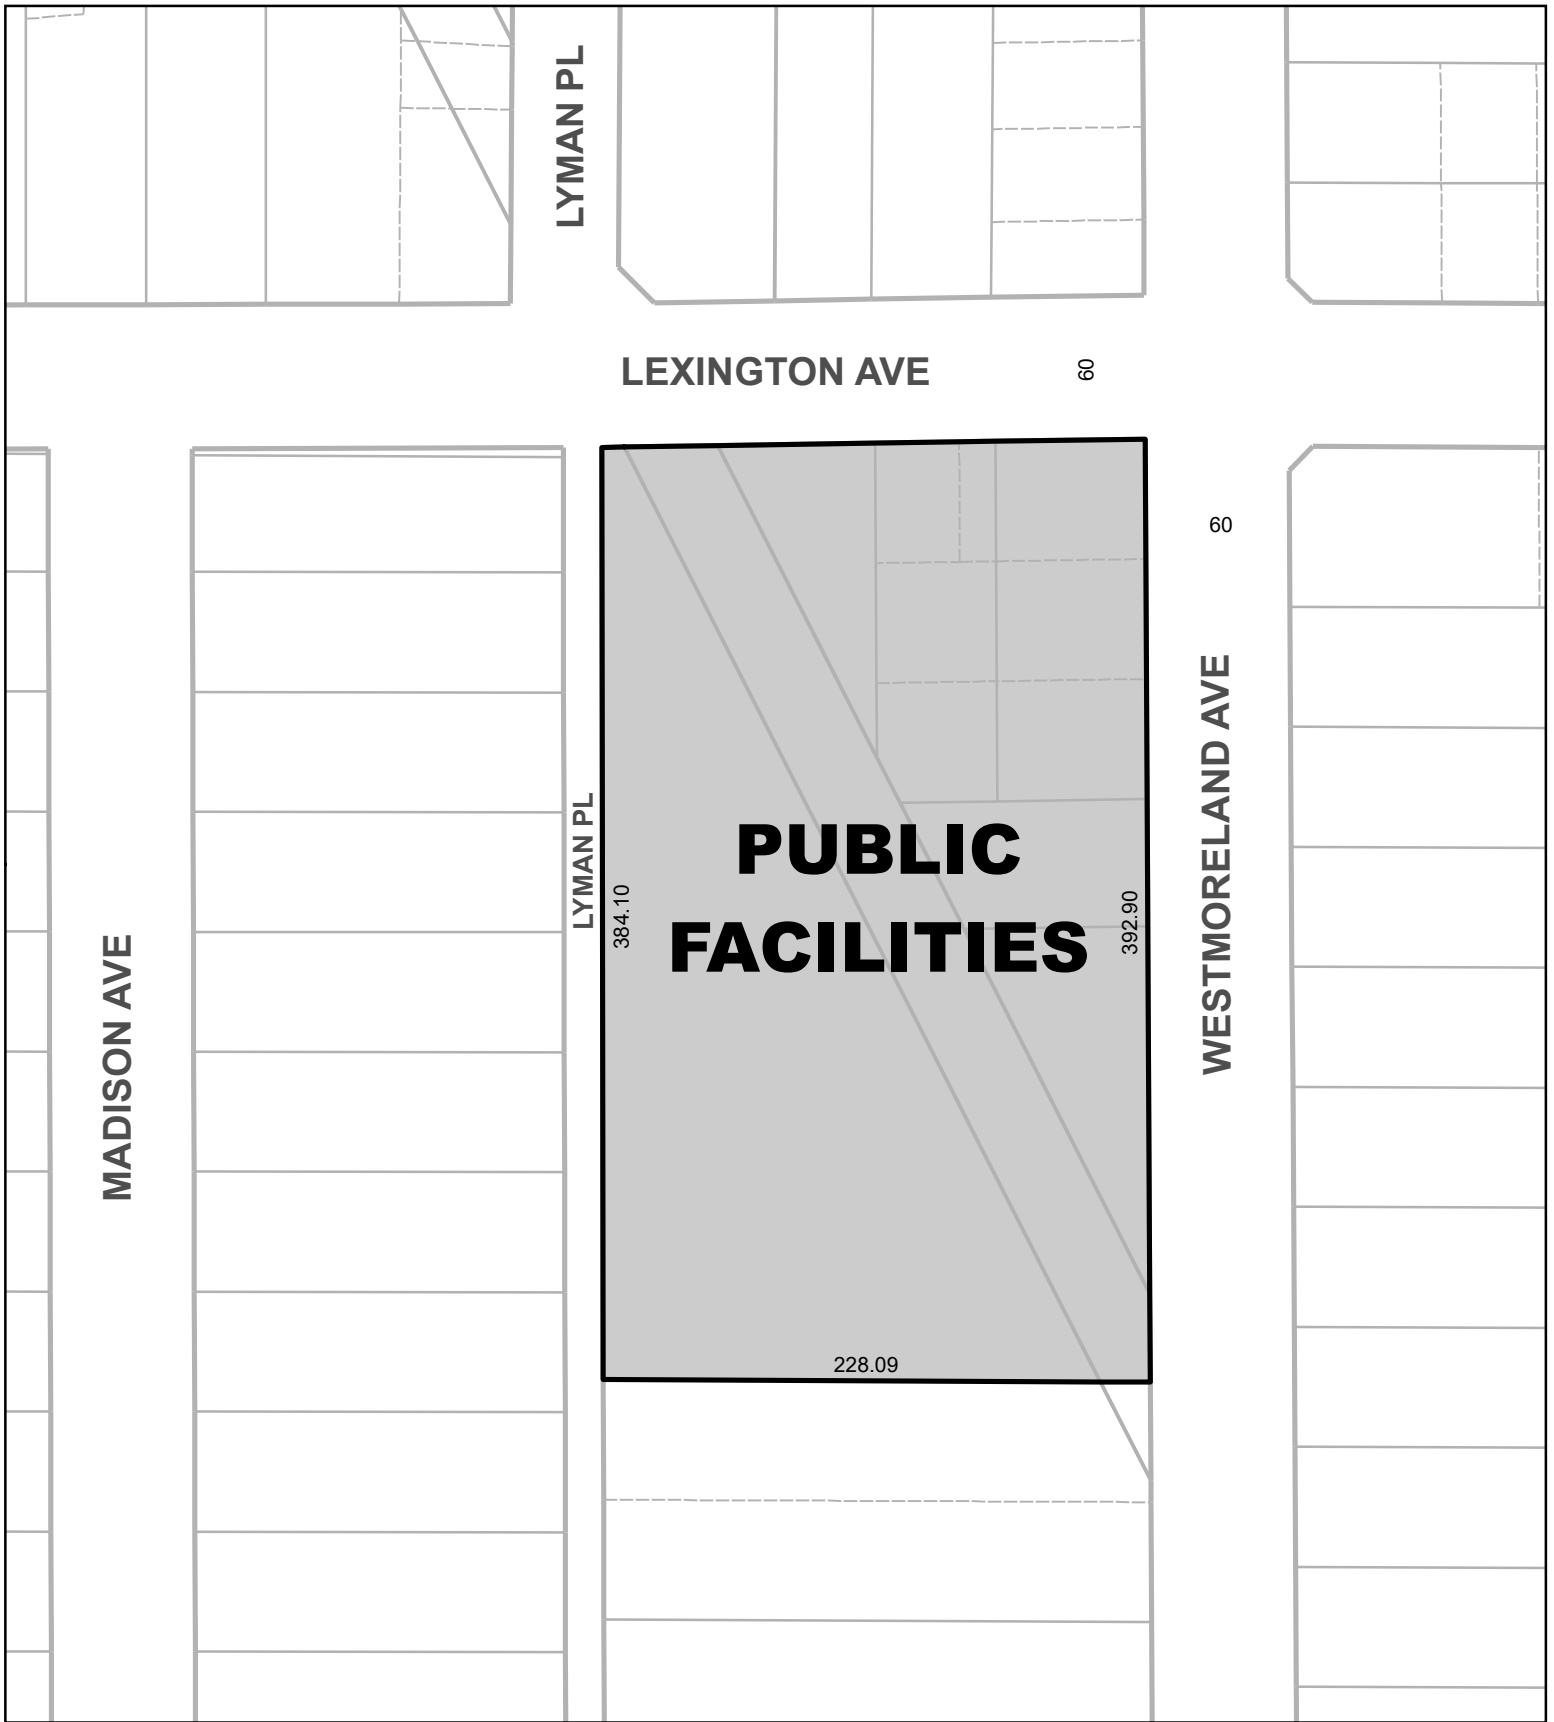 LYMAN PL
LEXINGTON AVE
60
60
WESTMORELAND AVE
LYMAN PL
PUBLIC
FACILITIES
384.10
392.90
MADISON AVE
228.09